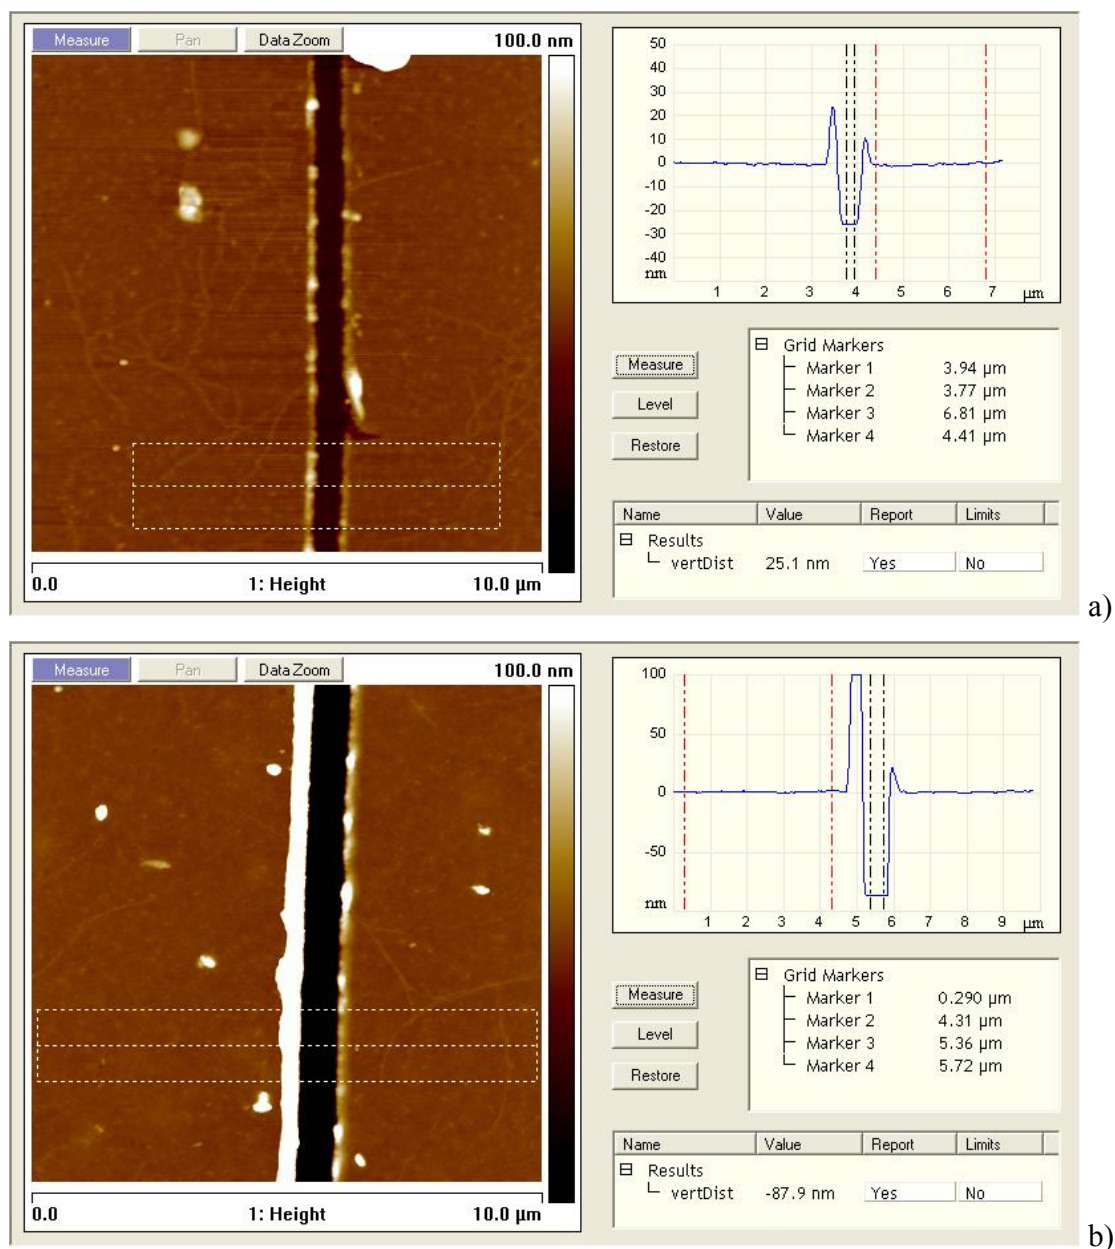 Measure Pan Data Zoom 100.0 nm
0.0 1: Height 10.0 µm
50
40
30
20
10
0
-10
-20
-30
-40
nm
1 2 3 4 5 6 7 µm
Measure
Level
Restore
Grid Markers
Marker 1 3.94 µm
Marker 2 3.77 µm
Marker 3 6.81 µm
Marker 4 4.41 µm
Name Value Report Limits
Results
vertDist 25.1 nm Yes No
a)
Measure Pan Data Zoom 100.0 nm
0.0 1: Height 10.0 µm
100
50
0
-50
nm
1 2 3 4 5 6 7 8 9 µm
Measure
Level
Restore
Grid Markers
Marker 1 0.290 µm
Marker 2 4.31 µm
Marker 3 5.36 µm
Marker 4 5.72 µm
Name Value Report Limits
Results
vertDist -87.9 nm Yes No
b)